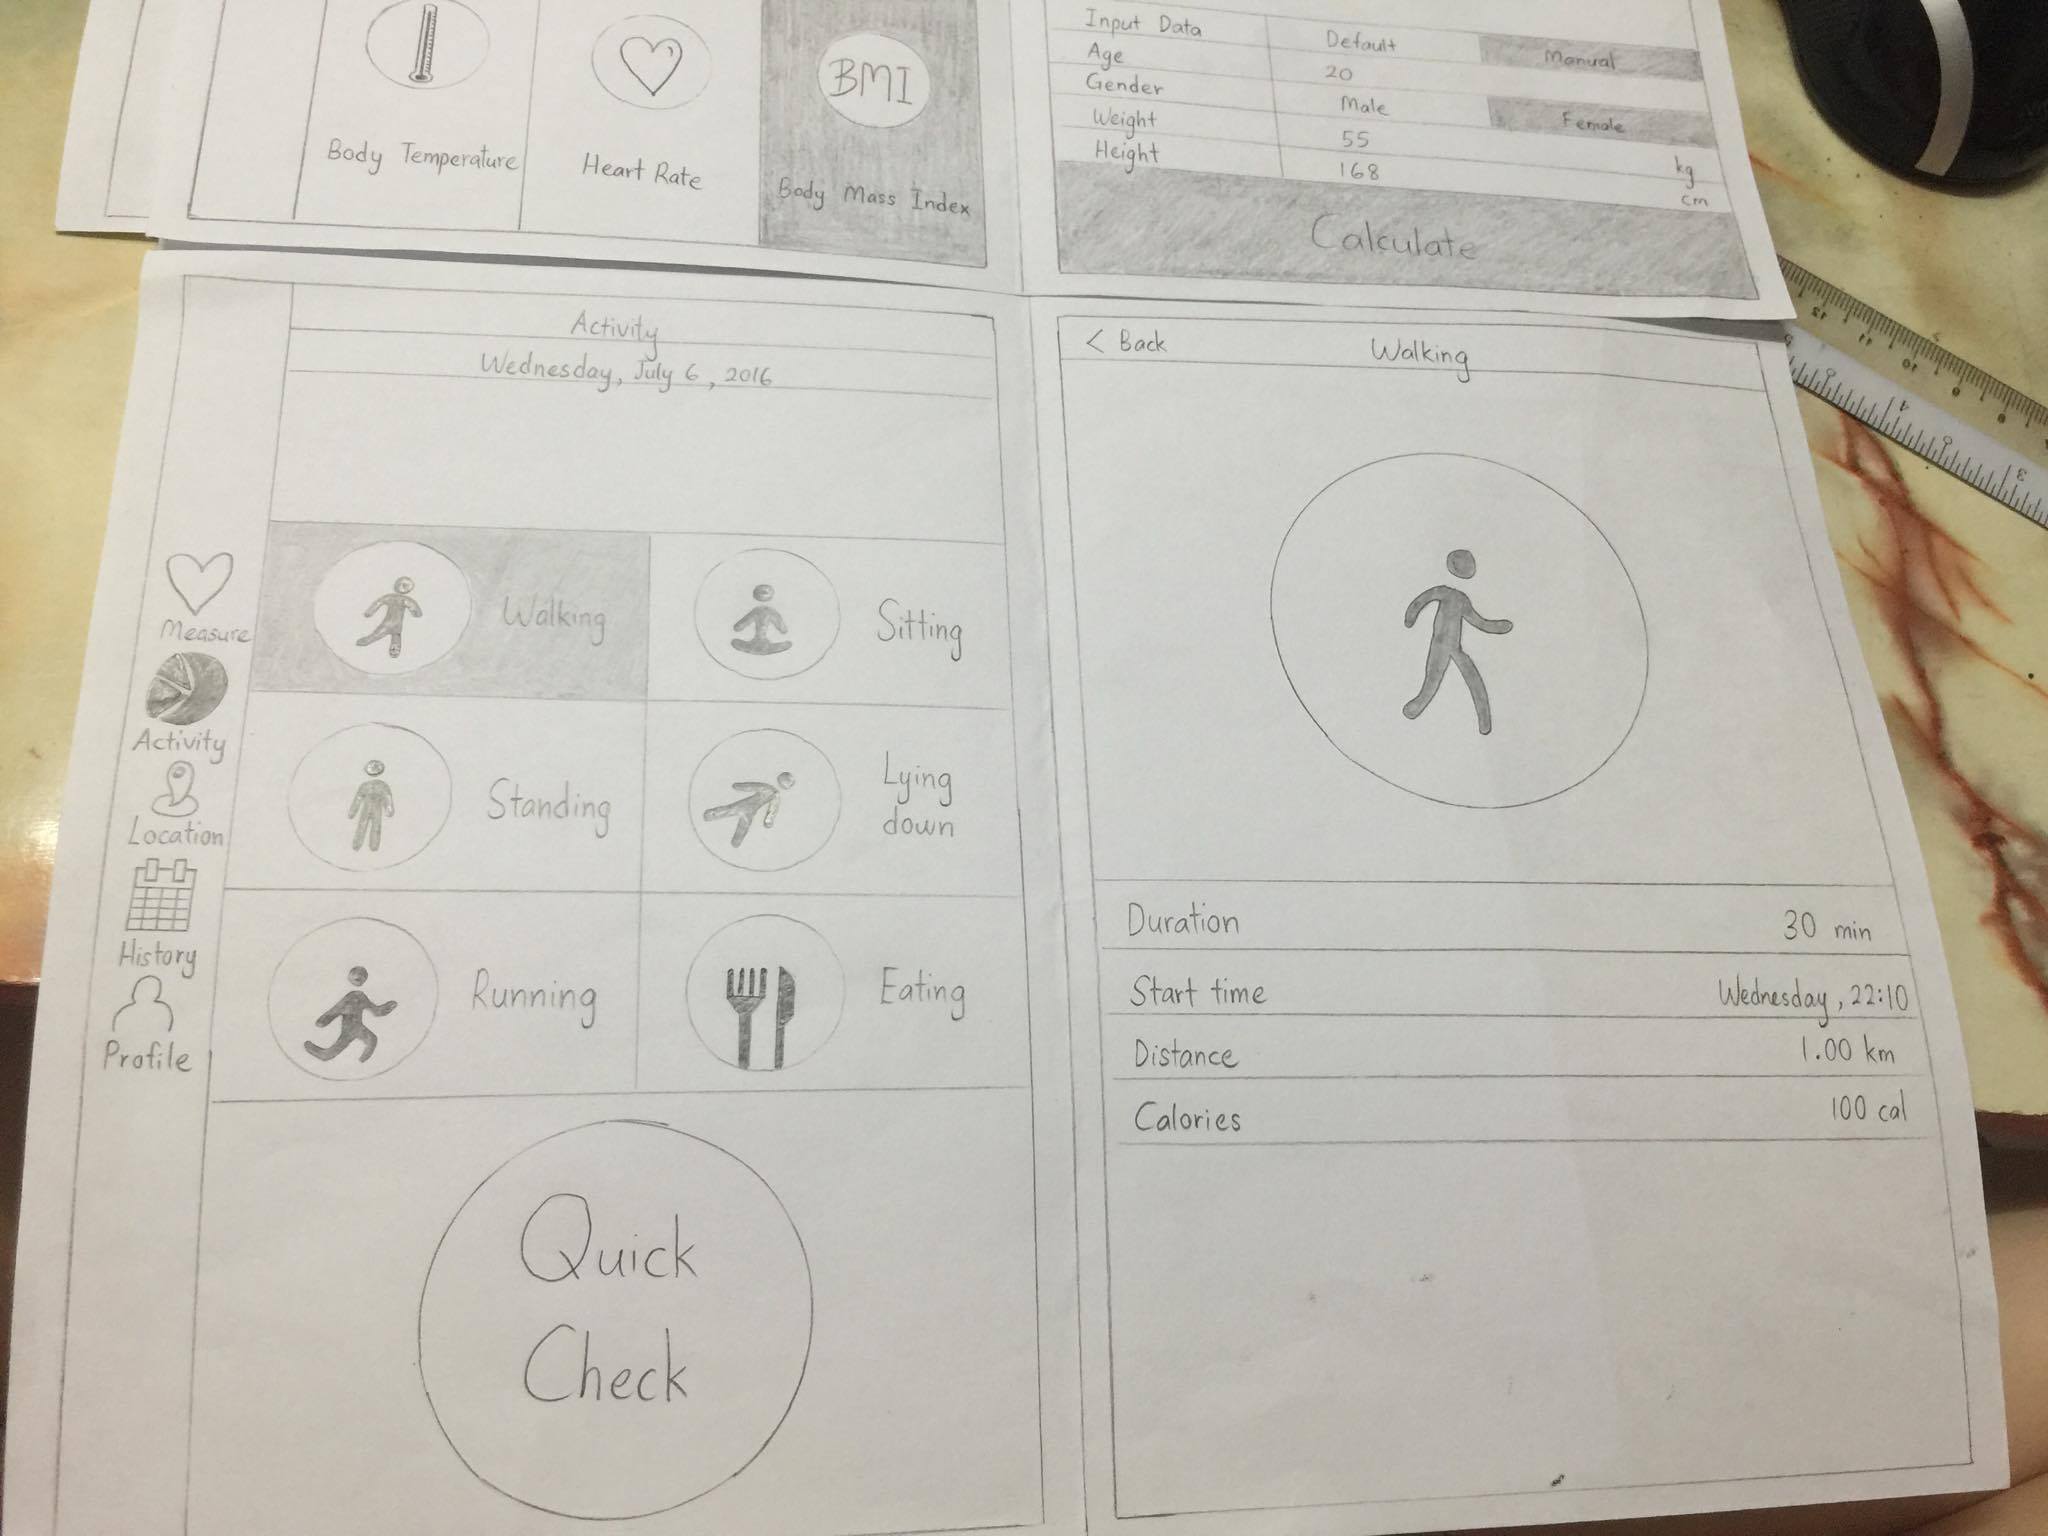 Body Temperature
Heart Rate
BMI
Body Mass Index
Input Data Default Manual
Age 20
Gender Male Female
Weight 55 kg
Height 168 cm
Calculate
Activity
Wednesday, July 6, 2016
Measure
Activity
Location
History
Profile
Walking
Sitting
Standing
Lying
down
Running
Eating
Quick
Check
< Back Walking
Duration 30 min
Start time Wednesday, 22:10
Distance 1.00 km
Calories 100 cal